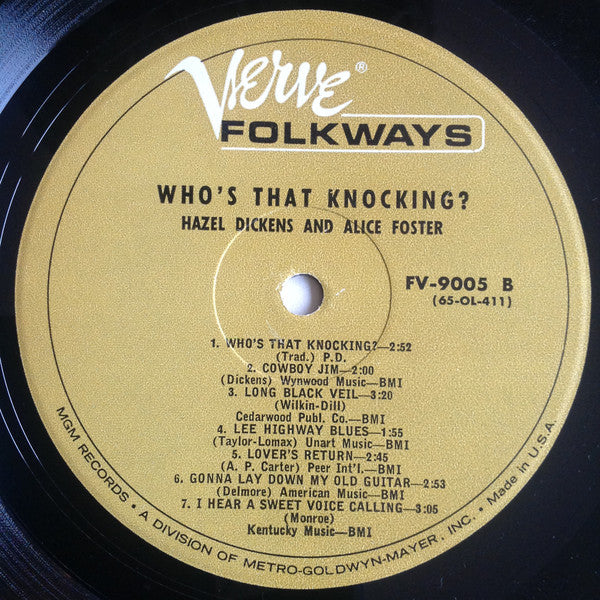 Verve®
FOLKWAYS
WHO'S THAT KNOCKING?
HAZEL DICKENS AND ALICE FOSTER
FV-9005 B
(65-OL-411)
1. WHO'S THAT KNOCKING?—2:52
(Trad.) P.D.
2. COWBOY JIM—2:00
(Dickens) Wynwood Music—BMI
3. LONG BLACK VEIL—3:20
(Wilkin-Dill)
Cedarwood Publ. Co.—BMI
4. LEE HIGHWAY BLUES—1:55
(Taylor-Lomax) Unart Music—BMI
5. LOVER'S RETURN—2:45
(A. P. Carter) Peer Int'l.—BMI
6. GONNA LAY DOWN MY OLD GUITAR—2:53
(Delmore) American Music—BMI
7. I HEAR A SWEET VOICE CALLING—3:05
(Monroe)
Kentucky Music—BMI
MGM RECORDS • A DIVISION OF METRO-GOLDWYN-MAYER, INC. • Made in U.S.A.